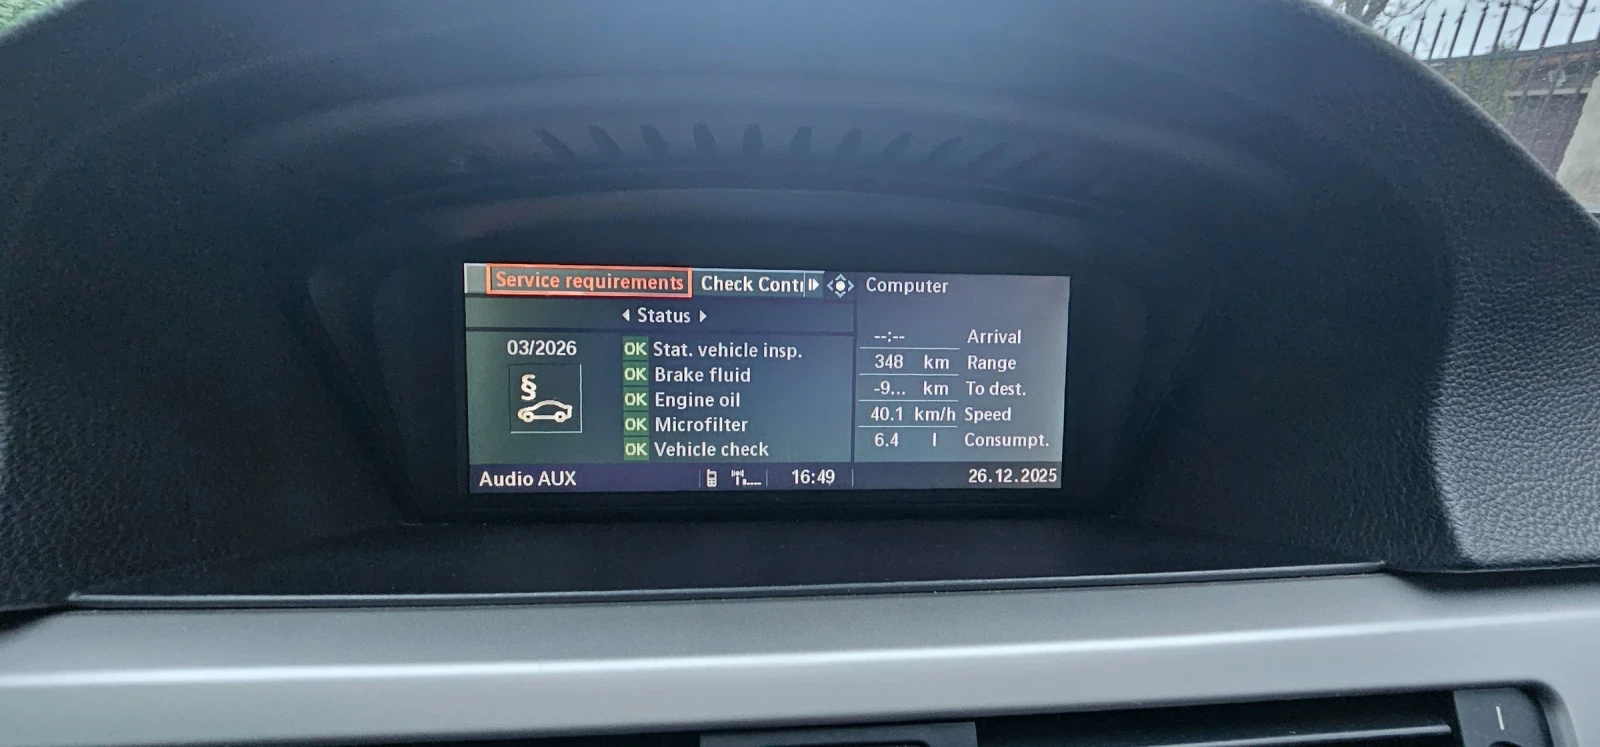 Service requirements Check Contr Computer
Status
03/2026
§
OK Stat. vehicle insp.
OK Brake fluid
OK Engine oil
OK Microfilter
OK Vehicle check
--:-- Arrival
348 km Range
-9... km To dest.
40.1 km/h Speed
6.4 l Consumpt.
Audio AUX 16:49 26.12.2025